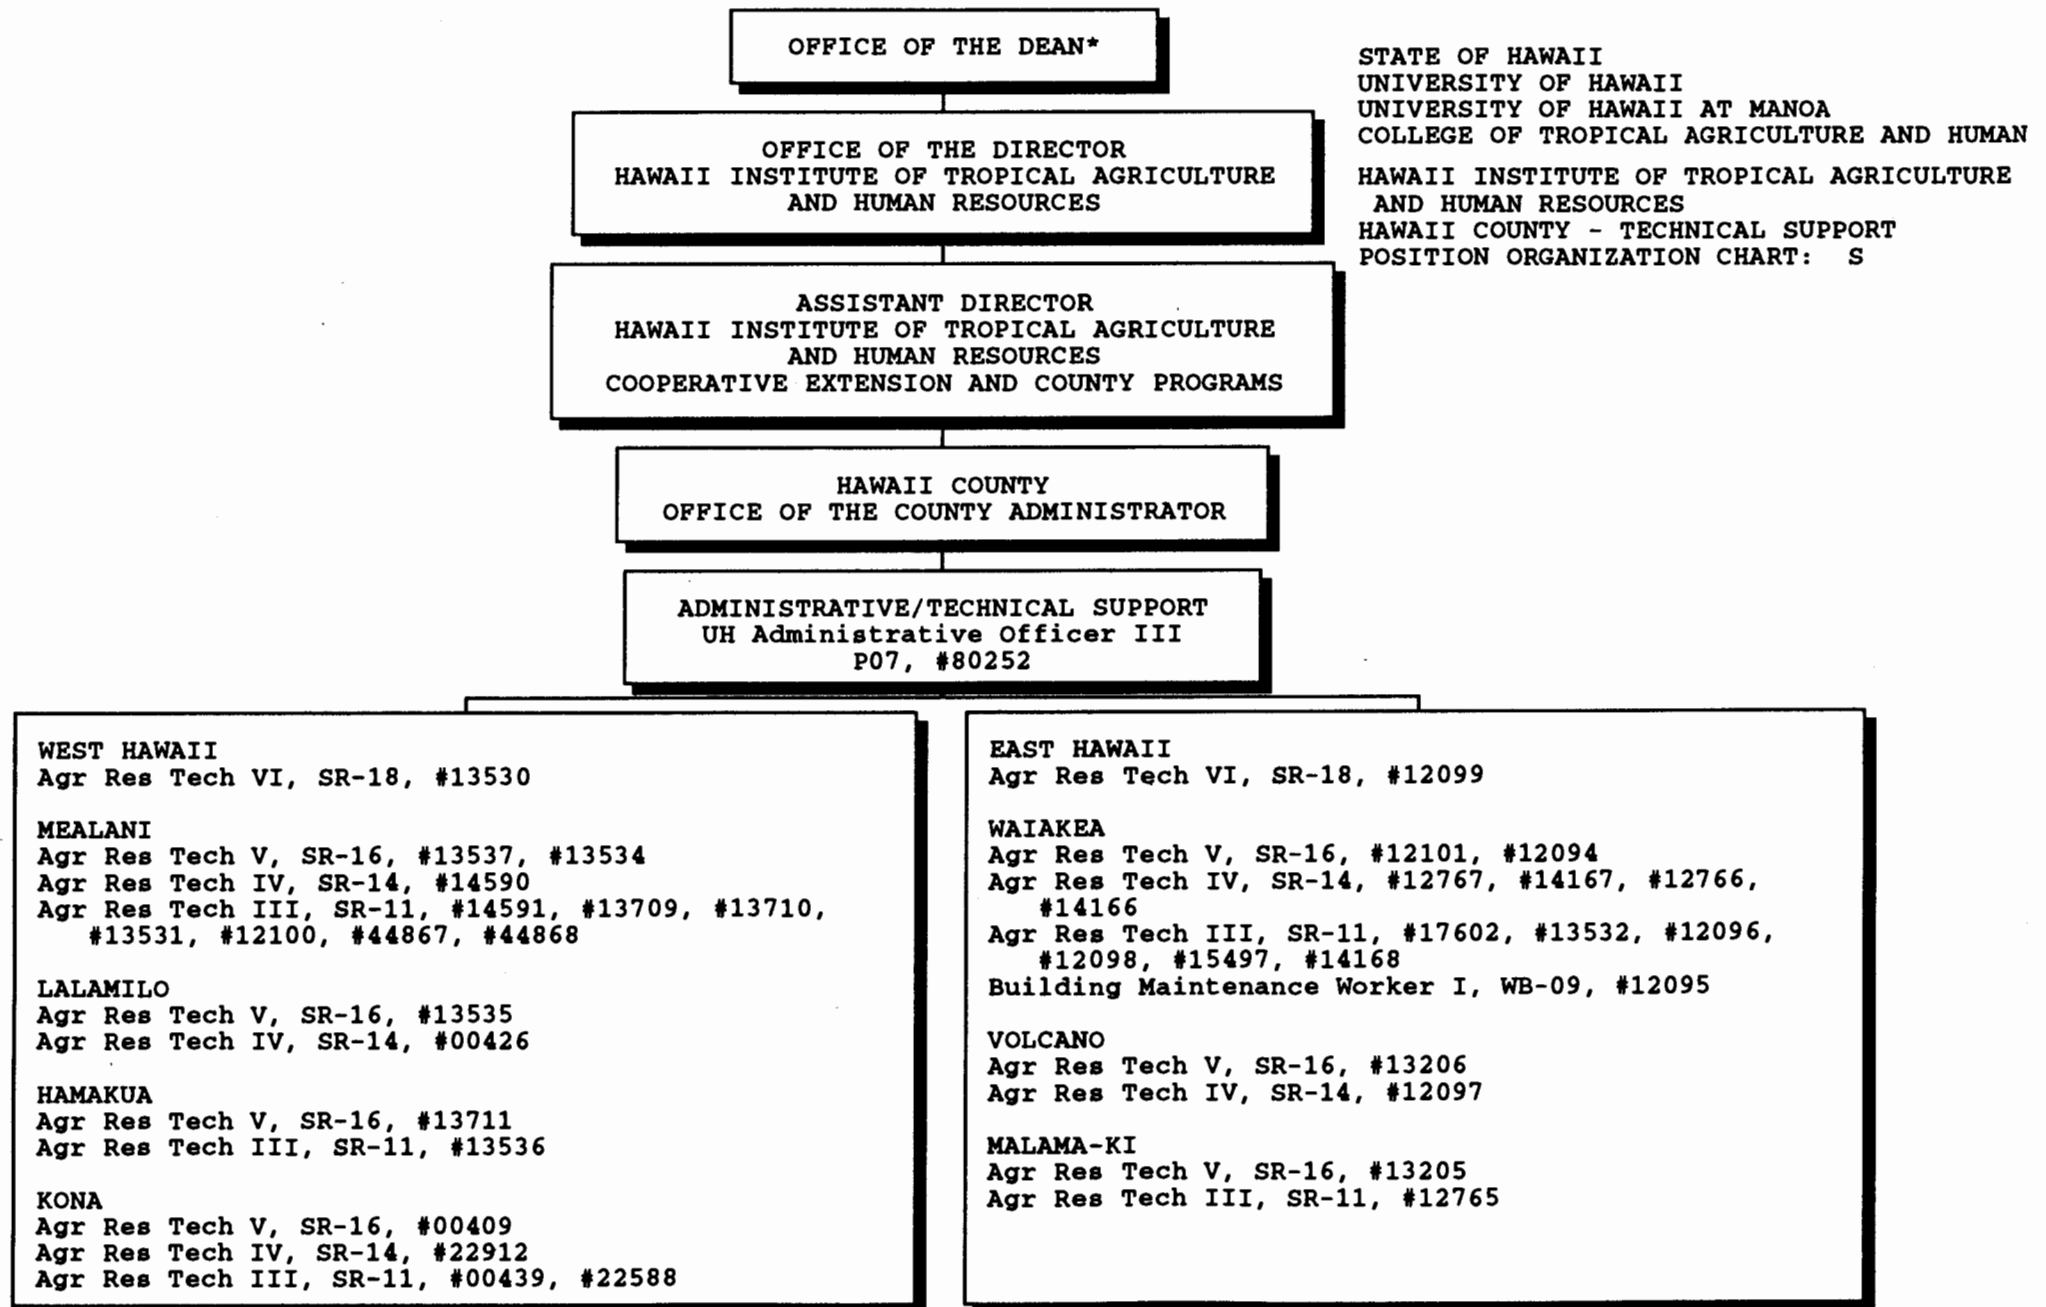 OFFICE OF THE DEAN*
STATE OF HAWAII
UNIVERSITY OF HAWAII
UNIVERSITY OF HAWAII AT MANOA
COLLEGE OF TROPICAL AGRICULTURE AND HUMAN
HAWAII INSTITUTE OF TROPICAL AGRICULTURE
AND HUMAN RESOURCES
HAWAII COUNTY - TECHNICAL SUPPORT
POSITION ORGANIZATION CHART: S
OFFICE OF THE DIRECTOR
HAWAII INSTITUTE OF TROPICAL AGRICULTURE
AND HUMAN RESOURCES
ASSISTANT DIRECTOR
HAWAII INSTITUTE OF TROPICAL AGRICULTURE
AND HUMAN RESOURCES
COOPERATIVE EXTENSION AND COUNTY PROGRAMS
HAWAII COUNTY
OFFICE OF THE COUNTY ADMINISTRATOR
ADMINISTRATIVE/TECHNICAL SUPPORT
UH Administrative Officer III
P07, #80252
WEST HAWAII
Agr Res Tech VI, SR-18, #13530
MEALANI
Agr Res Tech V, SR-16, #13537, #13534
Agr Res Tech IV, SR-14, #14590
Agr Res Tech III, SR-11, #14591, #13709, #13710,
#13531, #12100, #44867, #44868
LALAMILO
Agr Res Tech V, SR-16, #13535
Agr Res Tech IV, SR-14, #00426
HAMAKUA
Agr Res Tech V, SR-16, #13711
Agr Res Tech III, SR-11, #13536
KONA
Agr Res Tech V, SR-16, #00409
Agr Res Tech IV, SR-14, #22912
Agr Res Tech III, SR-11, #00439, #22588
EAST HAWAII
Agr Res Tech VI, SR-18, #12099
WAIAKEA
Agr Res Tech V, SR-16, #12101, #12094
Agr Res Tech IV, SR-14, #12767, #14167, #12766,
#14166
Agr Res Tech III, SR-11, #17602, #13532, #12096,
#12098, #15497, #14168
Building Maintenance Worker I, WB-09, #12095
VOLCANO
Agr Res Tech V, SR-16, #13206
Agr Res Tech IV, SR-14, #12097
MALAMA-KI
Agr Res Tech V, SR-16, #13205
Agr Res Tech III, SR-11, #12765